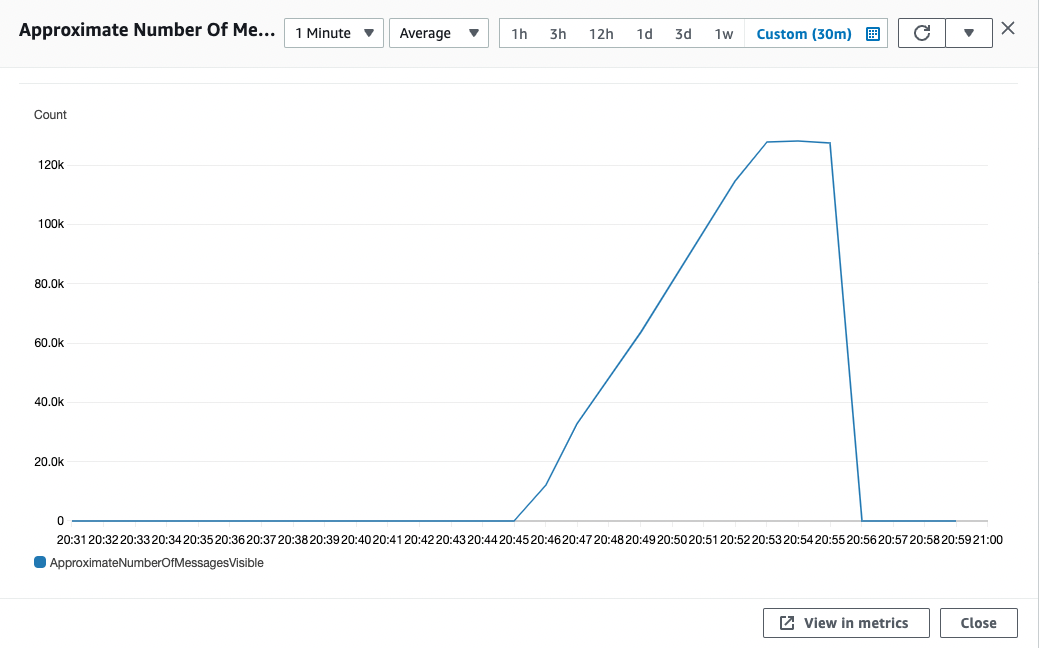 Approximate Number Of Me... 1 Minute Average 1h 3h 12h 1d 3d 1w Custom (30m)
Count
120k
100k
80.0k
60.0k
40.0k
20.0k
0
20:31 20:32 20:33 20:34 20:35 20:36 20:37 20:38 20:39 20:40 20:41 20:42 20:43 20:44 20:45 20:46 20:47 20:48 20:49 20:50 20:51 20:52 20:53 20:54 20:55 20:56 20:57 20:58 20:59 21:00
ApproximateNumberOfMessagesVisible
View in metrics Close